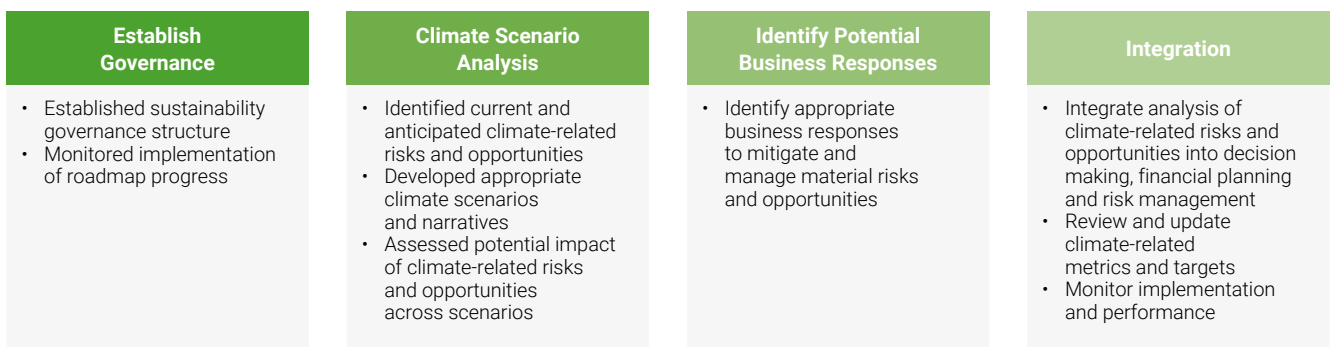 Establish
Governance
• Established sustainability
governance structure
• Monitored implementation
of roadmap progress
Climate Scenario
Analysis
• Identified current and
anticipated climate-related
risks and opportunities
• Developed appropriate
climate scenarios
and narratives
• Assessed potential impact
of climate-related risks
and opportunities
across scenarios
Identify Potential
Business Responses
• Identify appropriate
business responses
to mitigate and
manage material risks
and opportunities
Integration
• Integrate analysis of
climate-related risks and
opportunities into decision
making, financial planning
and risk management
• Review and update
climate-related
metrics and targets
• Monitor implementation
and performance